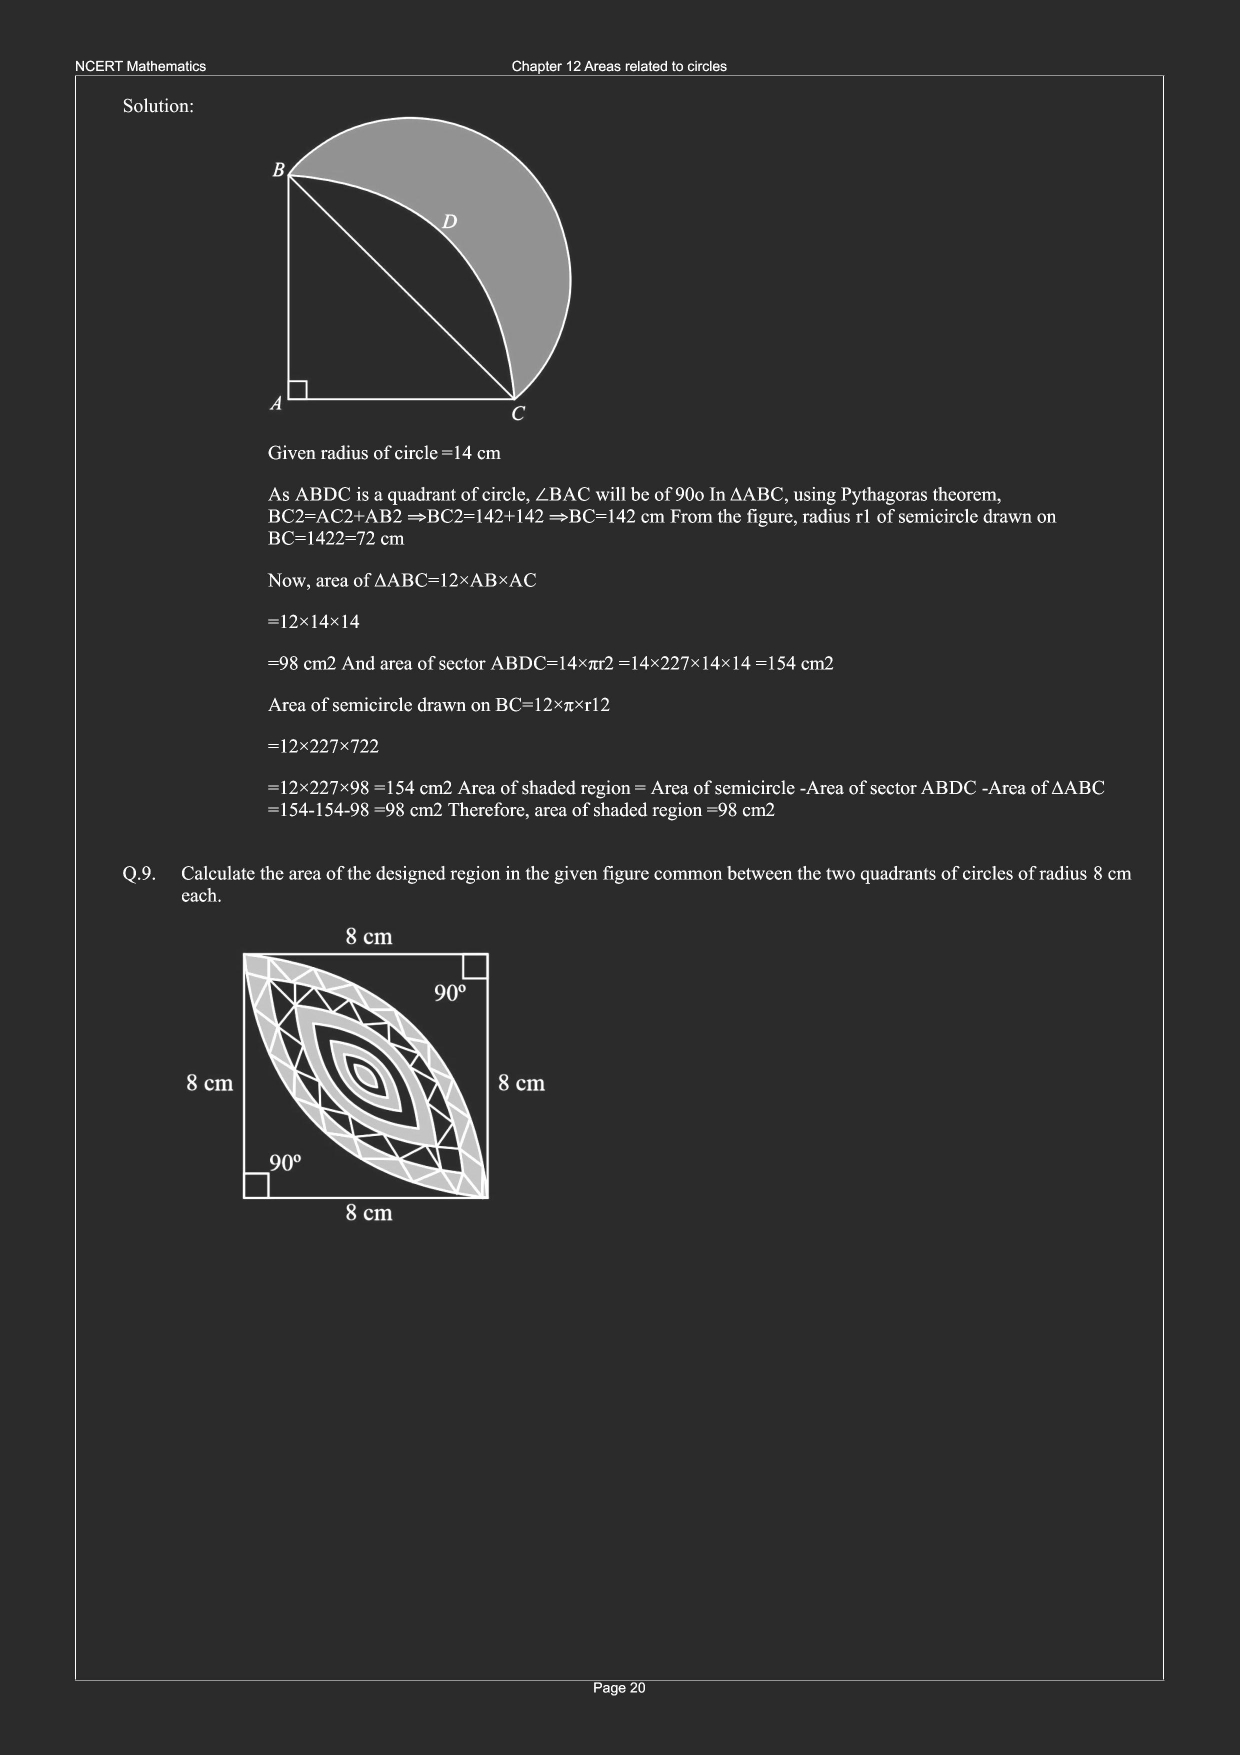 NCERT Mathematics
Chapter 12 Areas related to circles
Solution:
B
D
A
C
Given radius of circle =14 cm
As ABDC is a quadrant of circle, ∠BAC will be of 90o In ΔABC, using Pythagoras theorem,
BC2=AC2+AB2 ⇒BC2=142+142 ⇒BC=142 cm From the figure, radius r1 of semicircle drawn on
BC=1422=72 cm
Now, area of ΔABC=12×AB×AC
=12×14×14
=98 cm2 And area of sector ABDC=14×πr2 =14×227×14×14 =154 cm2
Area of semicircle drawn on BC=12×π×r12
=12×227×722
=12×227×98 =154 cm2 Area of shaded region = Area of semicircle -Area of sector ABDC -Area of ΔABC
=154-154-98 =98 cm2 Therefore, area of shaded region =98 cm2
Q.9. Calculate the area of the designed region in the given figure common between the two quadrants of circles of radius 8 cm
each.
8 cm
90º
8 cm
8 cm
90º
8 cm
Page 20